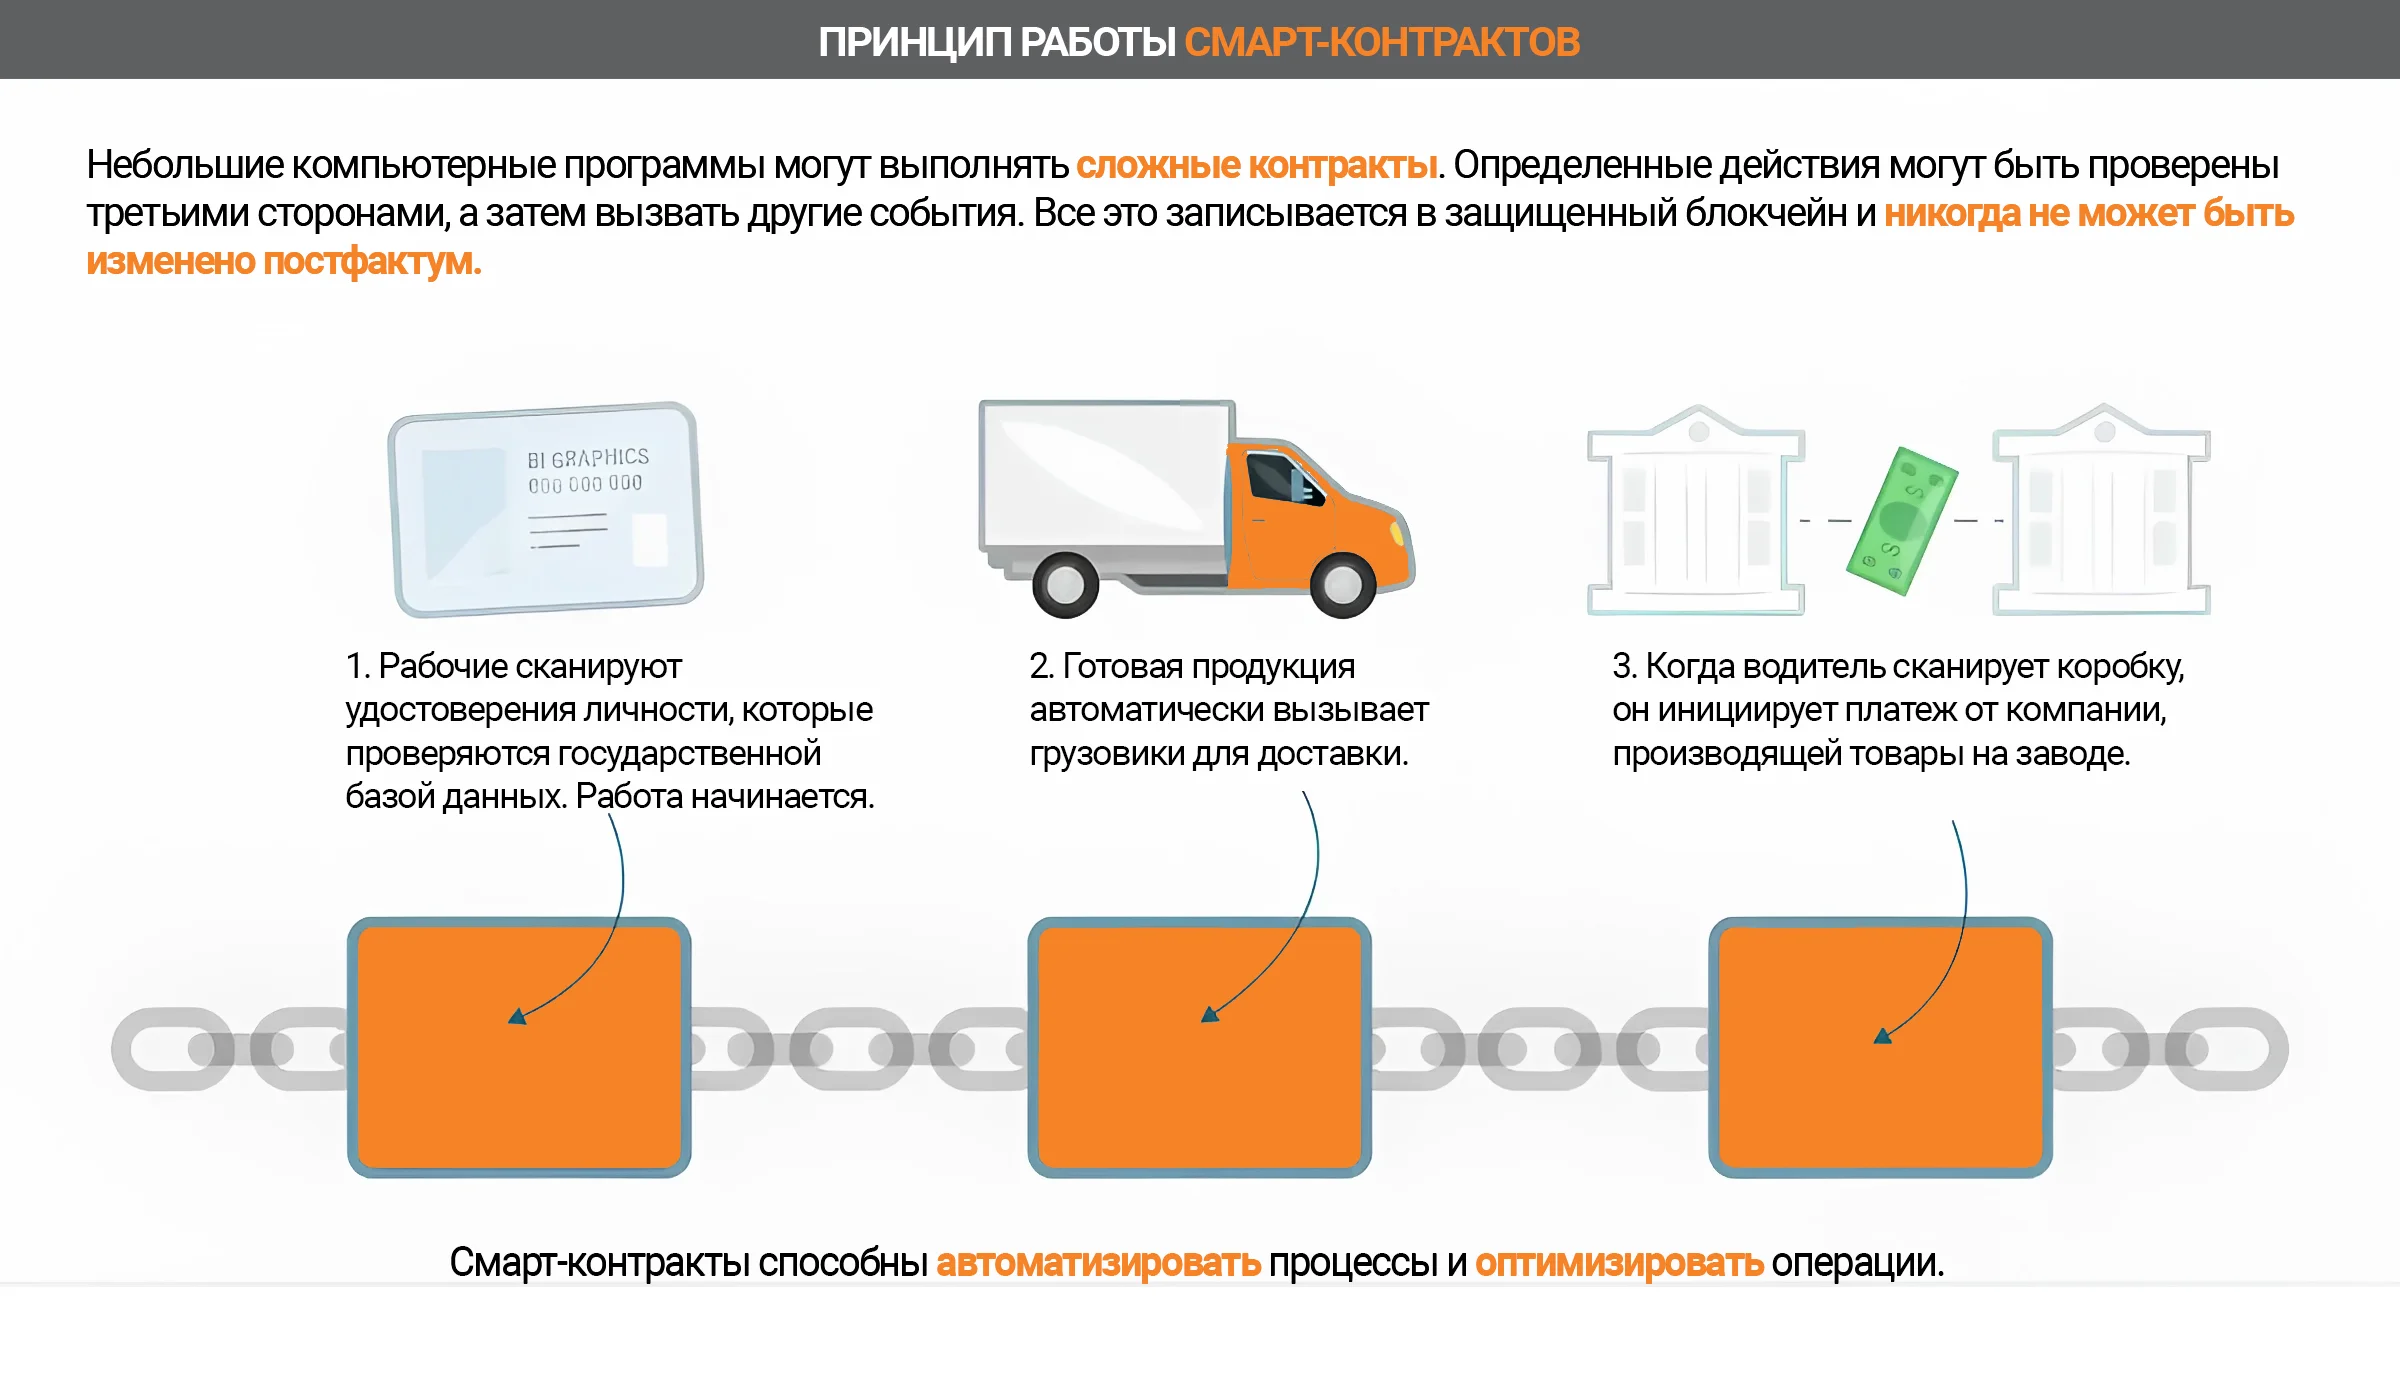 ПРИНЦИП РАБОТЫ СМАРТ-КОНТРАКТОВ
Небольшие компьютерные программы могут выполнять сложные контракты. Определенные действия могут быть проверены
третьими сторонами, а затем вызвать другие события. Все это записывается в защищенный блокчейн и никогда не может быть
изменено постфактум.
BI GRAPHICS
000 000 000
1. Рабочие сканируют
удостоверения личности, которые
проверяются государственной
базой данных. Работа начинается.
2. Готовая продукция
автоматически вызывает
грузовики для доставки.
3. Когда водитель сканирует коробку,
он инициирует платеж от компании,
производящей товары на заводе.
Смарт-контракты способны автоматизировать процессы и оптимизировать операции.